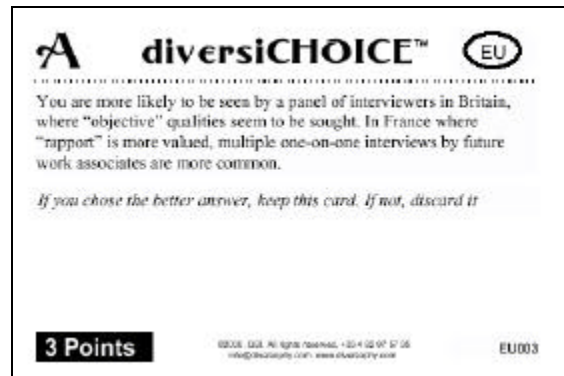 A diversiCHOICE™ EU
You are more likely to be seen by a panel of interviewers in Britain,
where “objective” qualities seem to be sought. In France where
“rapport” is more valued, multiple one-on-one interviews by future
work associates are more common.
If you chose the better answer, keep this card. If not, discard it
3 Points
All rights reserved,
EU003